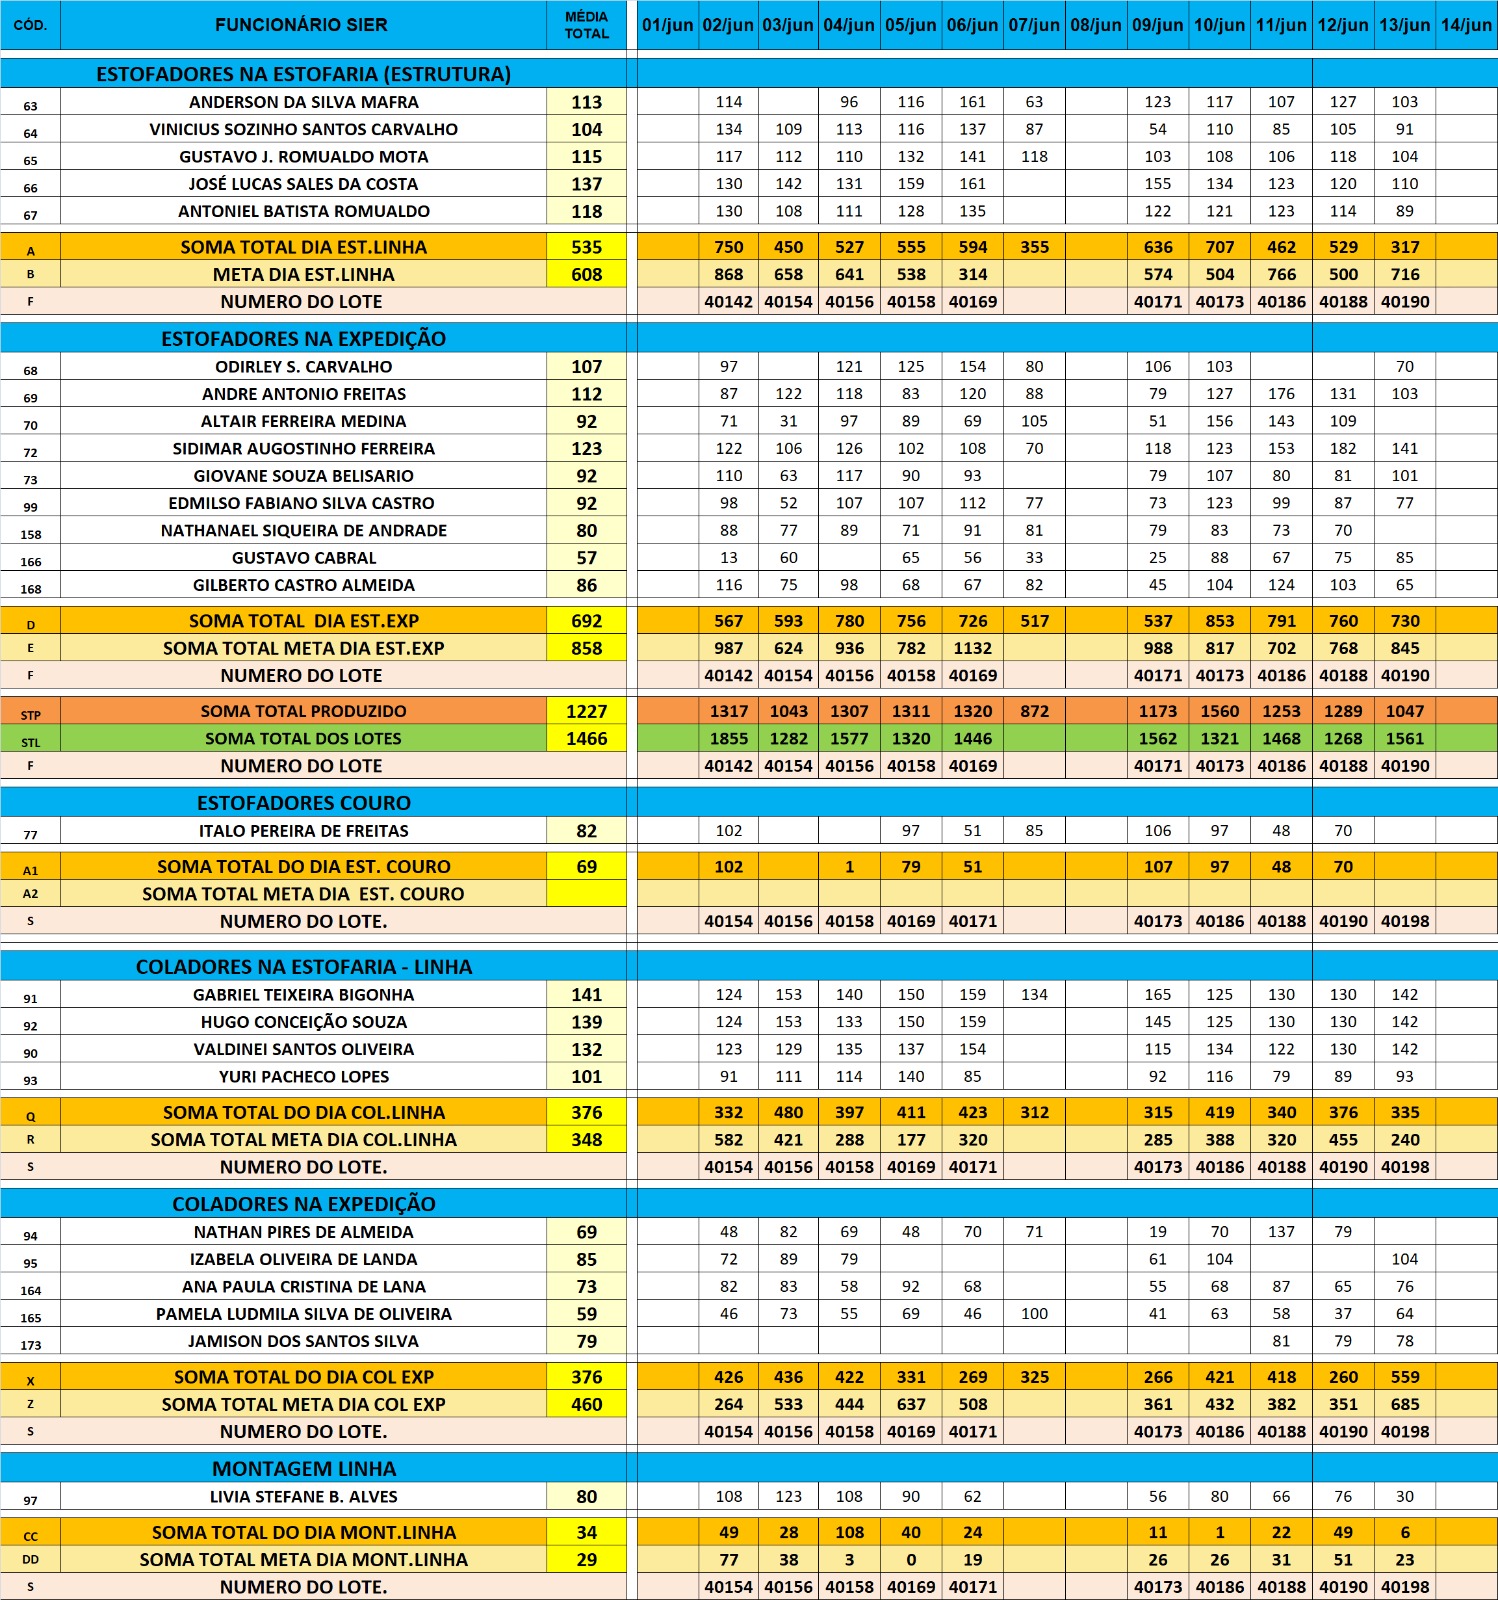 CÓD. FUNCIONÁRIO SIER MÉDIA TOTAL 01/jun 02/jun 03/jun 04/jun 05/jun 06/jun 07/jun 08/jun 09/jun 10/jun 11/jun 12/jun 13/jun 14/jun
ESTOFADORES NA ESTOFARIA (ESTRUTURA)
63 ANDERSON DA SILVA MAFRA 113 114 96 116 161 63 123 117 107 127 103
64 VINICIUS SOZINHO SANTOS CARVALHO 104 134 109 113 116 137 87 54 110 85 105 91
65 GUSTAVO J. ROMUALDO MOTA 115 117 112 110 132 141 118 103 108 106 118 104
66 JOSÉ LUCAS SALES DA COSTA 137 130 142 131 159 161 155 134 123 120 110
67 ANTONIEL BATISTA ROMUALDO 118 130 108 111 128 135 122 121 123 114 89
A SOMA TOTAL DIA EST.LINHA 535 750 450 527 555 594 355 636 707 462 529 317
B META DIA EST.LINHA 608 868 658 641 538 314 574 504 766 500 716
F NUMERO DO LOTE 40142 40154 40156 40158 40169 40171 40173 40186 40188 40190
ESTOFADORES NA EXPEDIÇÃO
68 ODIRLEY S. CARVALHO 107 97 121 125 154 80 106 103 70
69 ANDRE ANTONIO FREITAS 112 87 122 118 83 120 88 79 127 176 131 103
70 ALTAIR FERREIRA MEDINA 92 71 31 97 89 69 105 51 156 143 109
72 SIDIMAR AUGOSTINHO FERREIRA 123 122 106 126 102 108 70 118 123 153 182 141
73 GIOVANE SOUZA BELISARIO 92 110 63 117 90 93 79 107 80 81 101
99 EDMILSO FABIANO SILVA CASTRO 92 98 52 107 107 112 77 73 123 99 87 77
158 NATHANAEL SIQUEIRA DE ANDRADE 80 88 77 89 71 91 81 79 83 73 70
166 GUSTAVO CABRAL 57 13 60 65 56 33 25 88 67 75 85
168 GILBERTO CASTRO ALMEIDA 86 116 75 98 68 67 82 45 104 124 103 65
D SOMA TOTAL DIA EST.EXP 692 567 593 780 756 726 517 537 853 791 760 730
E SOMA TOTAL META DIA EST.EXP 858 987 624 936 782 1132 988 817 702 768 845
F NUMERO DO LOTE 40142 40154 40156 40158 40169 40171 40173 40186 40188 40190
STP SOMA TOTAL PRODUZIDO 1227 1317 1043 1307 1311 1320 872 1173 1560 1253 1289 1047
STL SOMA TOTAL DOS LOTES 1466 1855 1282 1577 1320 1446 1562 1321 1468 1268 1561
F NUMERO DO LOTE 40142 40154 40156 40158 40169 40171 40173 40186 40188 40190
ESTOFADORES COURO
77 ITALO PEREIRA DE FREITAS 82 102 97 51 85 106 97 48 70
A1 SOMA TOTAL DO DIA EST. COURO 69 102 1 79 51 107 97 48 70
A2 SOMA TOTAL META DIA EST. COURO
S NUMERO DO LOTE. 40154 40156 40158 40169 40171 40173 40186 40188 40190 40198
COLADORES NA ESTOFARIA - LINHA
91 GABRIEL TEIXEIRA BIGONHA 141 124 153 140 150 159 134 165 125 130 130 142
92 HUGO CONCEIÇÃO SOUZA 139 124 153 133 150 159 145 125 130 130 142
90 VALDINEI SANTOS OLIVEIRA 132 123 129 135 137 154 115 134 122 130 142
93 YURI PACHECO LOPES 101 91 111 114 140 85 92 116 79 89 93
Q SOMA TOTAL DO DIA COL.LINHA 376 332 480 397 411 423 312 315 419 340 376 335
R SOMA TOTAL META DIA COL.LINHA 348 582 421 288 177 320 285 388 320 455 240
S NUMERO DO LOTE. 40154 40156 40158 40169 40171 40173 40186 40188 40190 40198
COLADORES NA EXPEDIÇÃO
94 NATHAN PIRES DE ALMEIDA 69 48 82 69 48 70 71 19 70 137 79
95 IZABELA OLIVEIRA DE LANDA 85 72 89 79 61 104 104
164 ANA PAULA CRISTINA DE LANA 73 82 83 58 92 68 55 68 87 65 76
165 PAMELA LUDMILA SILVA DE OLIVEIRA 59 46 73 55 69 46 100 41 63 58 37 64
173 JAMISON DOS SANTOS SILVA 79 81 79 78
X SOMA TOTAL DO DIA COL EXP 376 426 436 422 331 269 325 266 421 418 260 559
Z SOMA TOTAL META DIA COL EXP 460 264 533 444 637 508 361 432 382 351 685
S NUMERO DO LOTE. 40154 40156 40158 40169 40171 40173 40186 40188 40190 40198
MONTAGEM LINHA
97 LIVIA STEFANE B. ALVES 80 108 123 108 90 62 56 80 66 76 30
CC SOMA TOTAL DO DIA MONT.LINHA 34 49 28 108 40 24 11 1 22 49 6
DD SOMA TOTAL META DIA MONT.LINHA 29 77 38 3 0 19 26 26 31 51 23
S NUMERO DO LOTE. 40154 40156 40158 40169 40171 40173 40186 40188 40190 40198